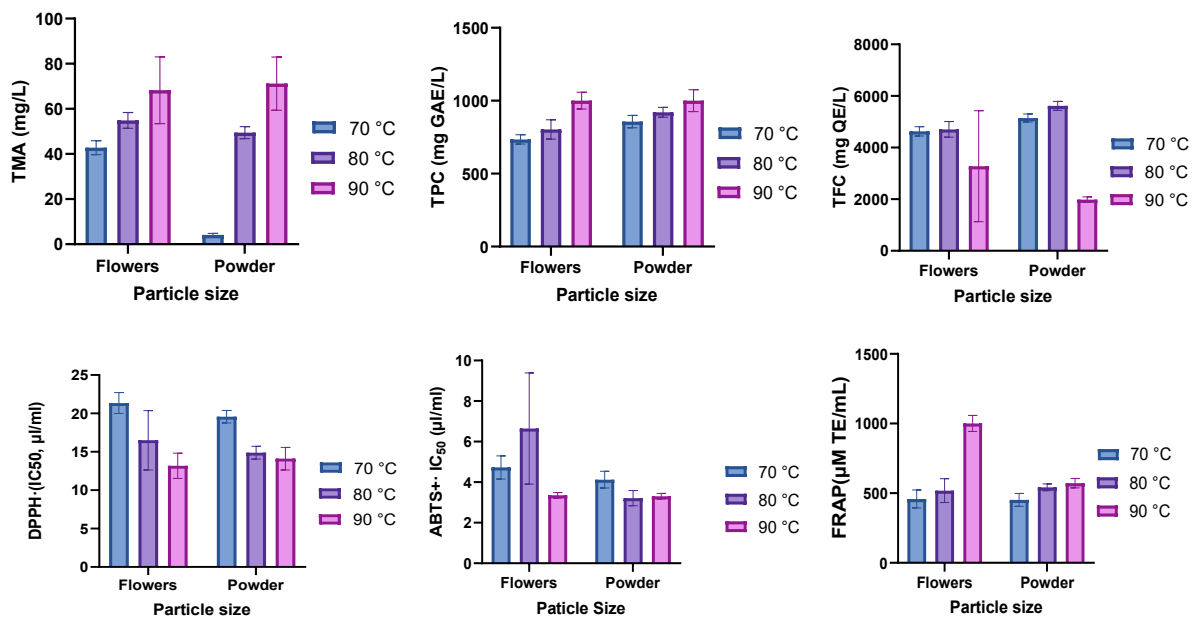 TMA (mg/L)
100
80
60
40
20
0
Flowers
Powder
Particle size
70 °C
80 °C
90 °C
TPC (mg GAE/L)
1500
1000
500
0
Flowers
Powder
Particle size
70 °C
80 °C
90 °C
TFC (mg QE/L)
8000
6000
4000
2000
0
Flowers
Powder
Particle size
70 °C
80 °C
90 °C
DPPH·(IC50, µl/ml)
25
20
15
10
5
0
Flowers
Powder
Particle size
70 °C
80 °C
90 °C
ABTS+· IC₅₀ (µl/ml)
10
8
6
4
2
0
Flowers
Powder
Paticle Size
70 °C
80 °C
90 °C
FRAP(µM TE/mL)
1500
1000
500
0
Flowers
Powder
Particle size
70 °C
80 °C
90 °C